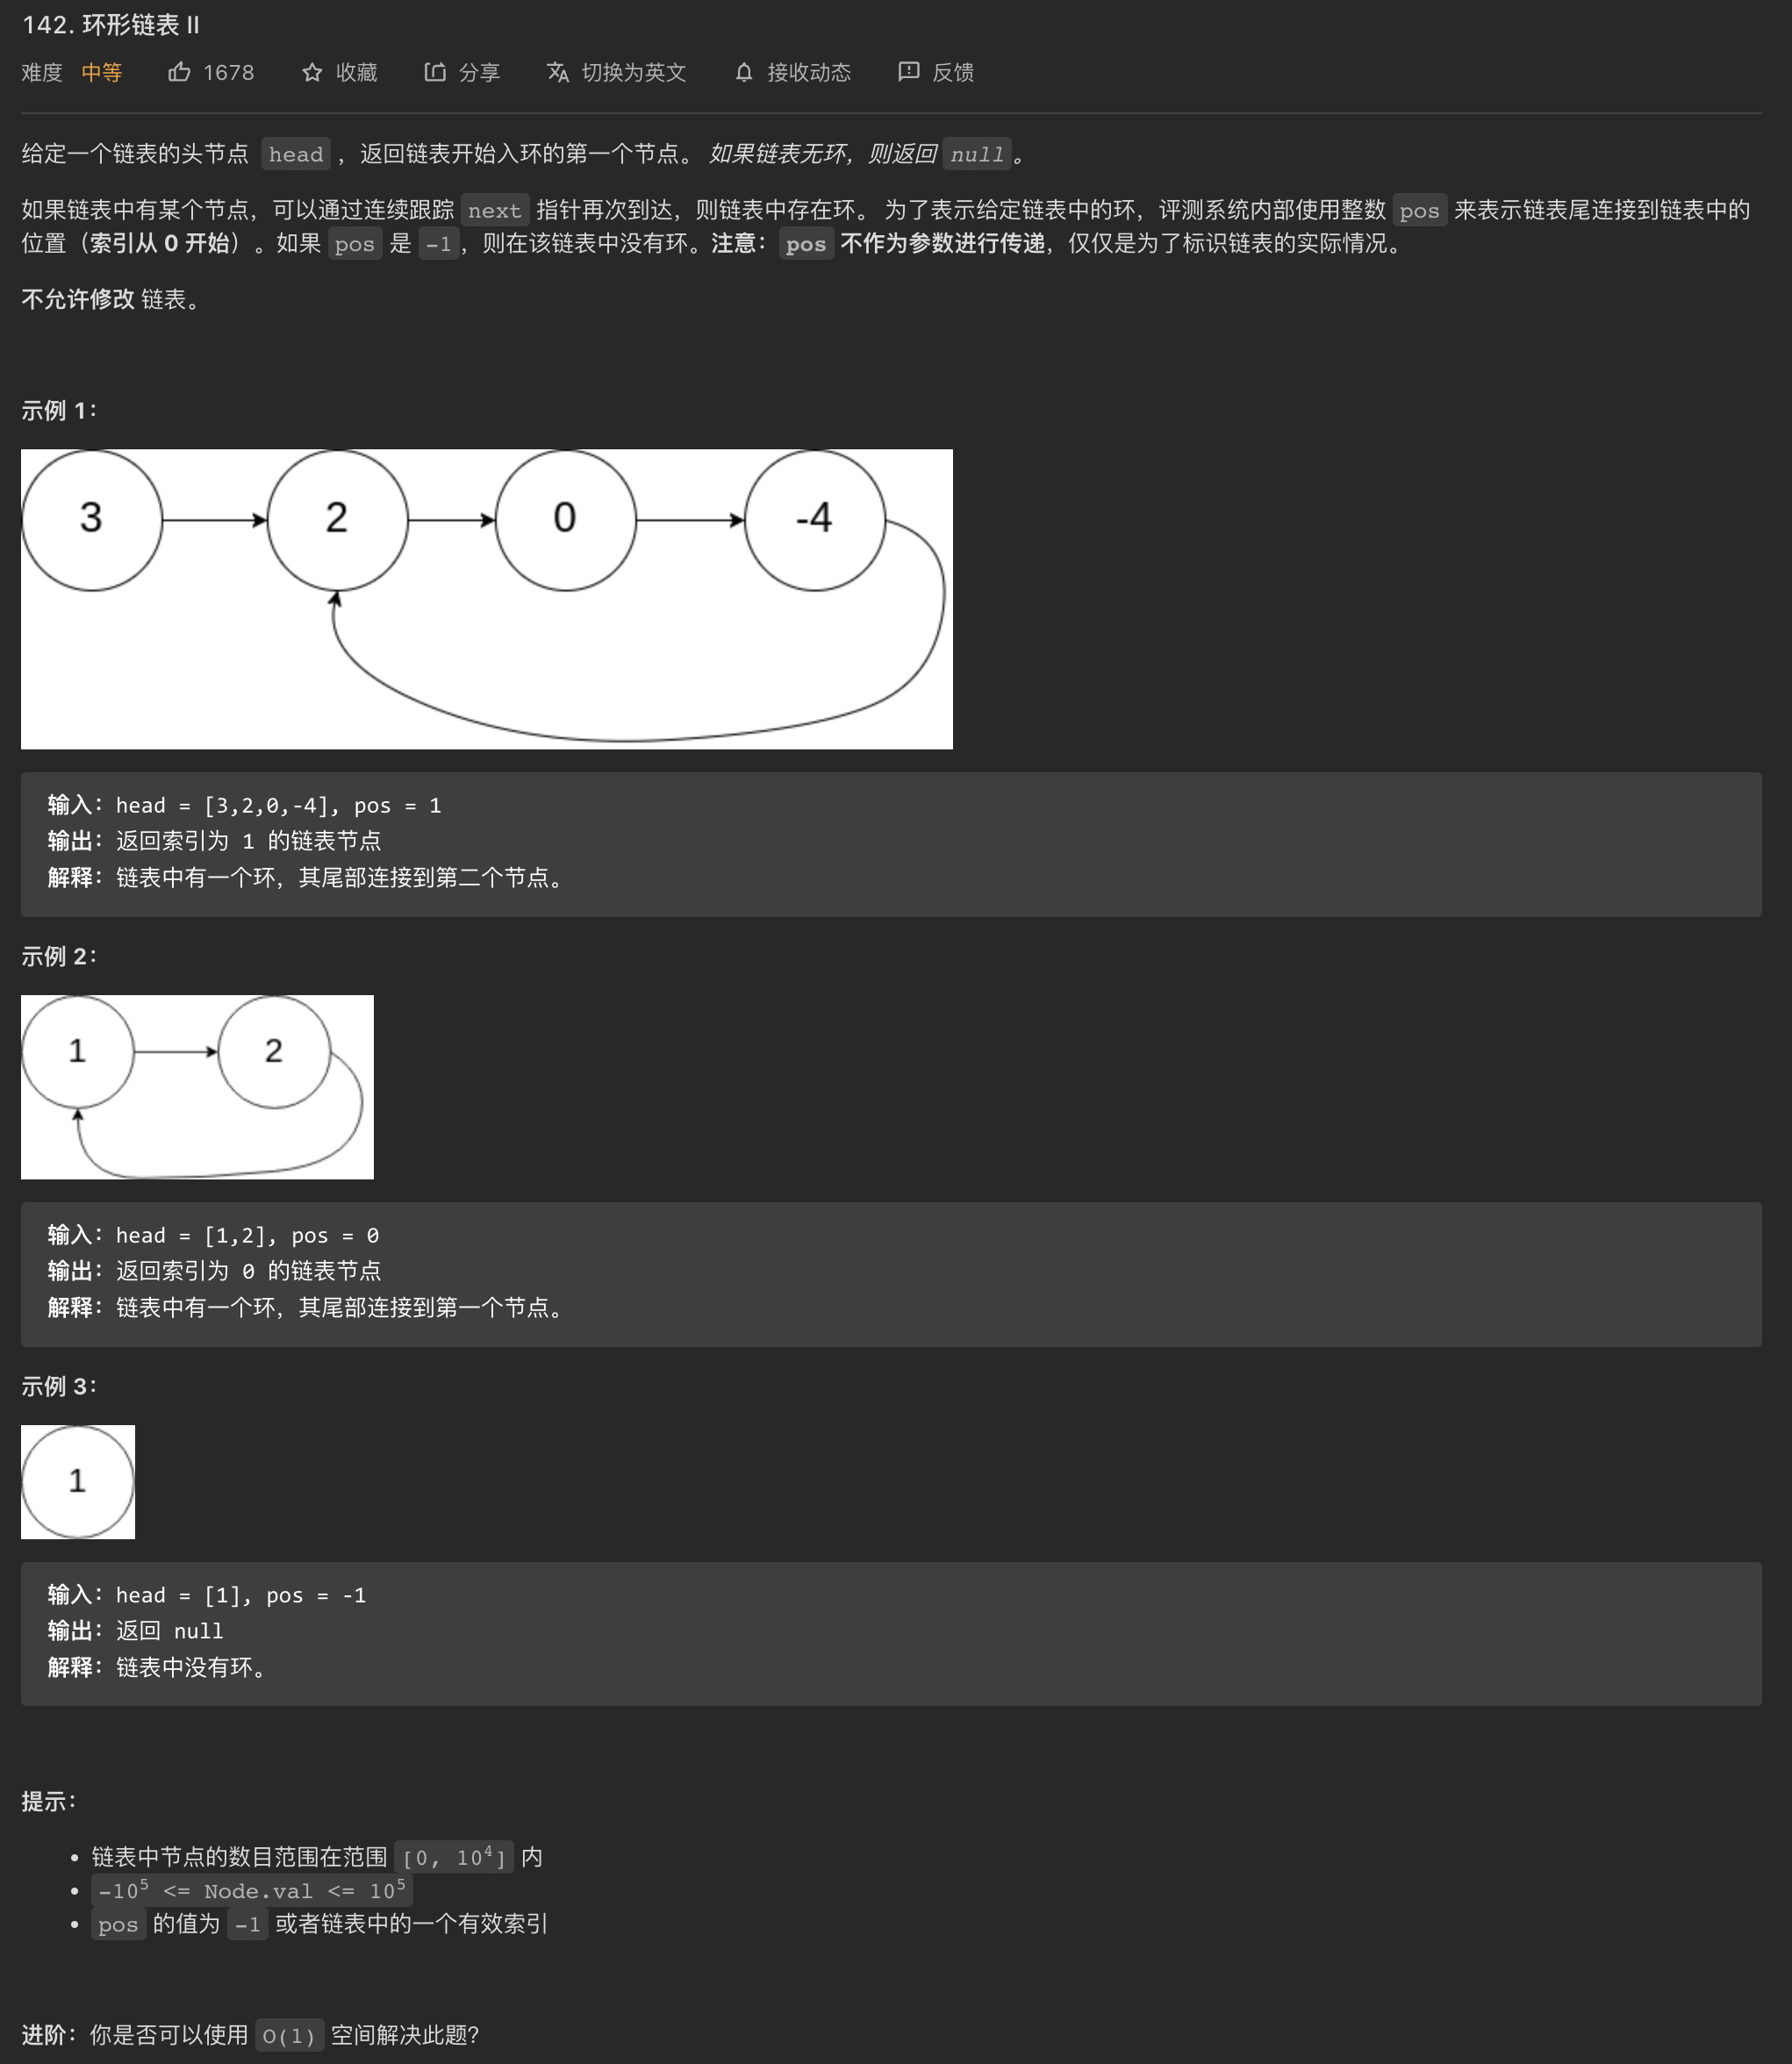 142. 环形链表 II
难度 中等 1678 收藏 分享 切换为英文 接收动态 反馈
给定一个链表的头节点 head ，返回链表开始入环的第一个节点。 如果链表无环，则返回 null。
如果链表中有某个节点，可以通过连续跟踪 next 指针再次到达，则链表中存在环。 为了表示给定链表中的环，评测系统内部使用整数 pos 来表示链表尾连接到链表中的
位置（索引从 0 开始）。如果 pos 是 -1，则在该链表中没有环。注意：pos 不作为参数进行传递，仅仅是为了标识链表的实际情况。
不允许修改 链表。
示例 1：
3 2 0 -4
输入：head = [3,2,0,-4], pos = 1
输出：返回索引为 1 的链表节点
解释：链表中有一个环，其尾部连接到第二个节点。
示例 2：
1 2
输入：head = [1,2], pos = 0
输出：返回索引为 0 的链表节点
解释：链表中有一个环，其尾部连接到第一个节点。
示例 3：
1
输入：head = [1], pos = -1
输出：返回 null
解释：链表中没有环。
提示：
• 链表中节点的数目范围在范围 [0, 10⁴] 内
• -10⁵ <= Node.val <= 10⁵
• pos 的值为 -1 或者链表中的一个有效索引
进阶：你是否可以使用 O(1) 空间解决此题？